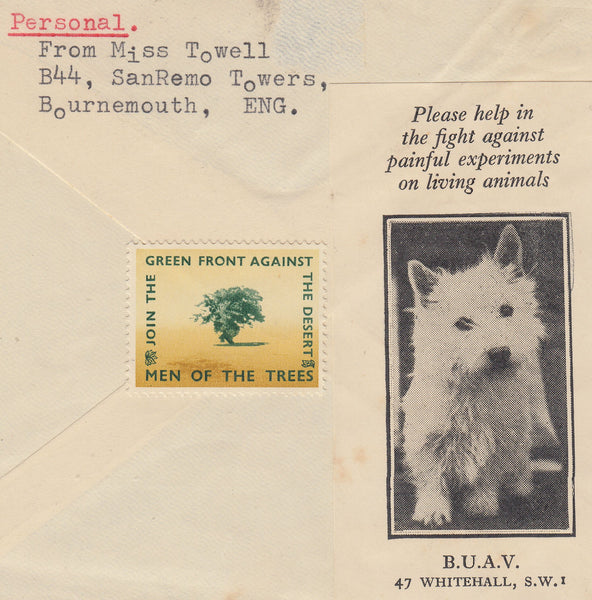 Personal.
From Miss Towell
B44, SanRemo Towers,
Bournemouth, ENG.
Please help in
the fight against
painful experiments
on living animals
JOIN THE
GREEN FRONT AGAINST
THE DESERT
MEN OF THE TREES
B.U.A.V.
47 WHITEHALL, S.W.1